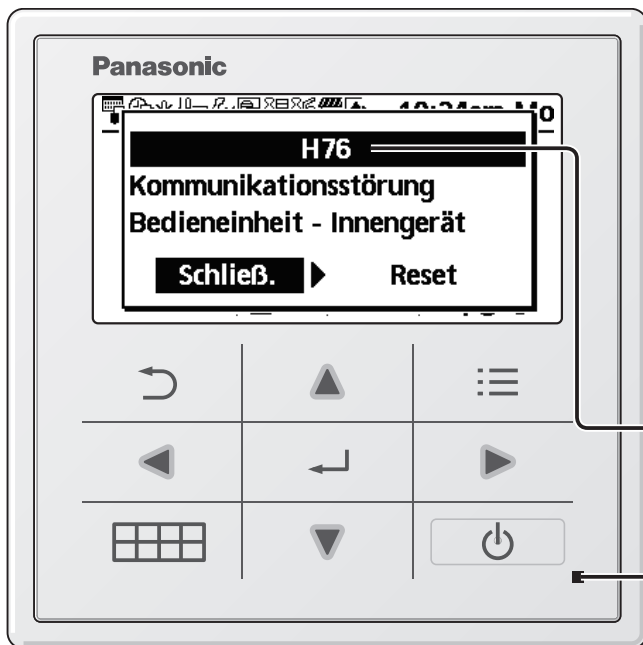 Panasonic
H76
Kommunikationsstörung
Bedieneinheit - Innengerät
Schließ. Reset